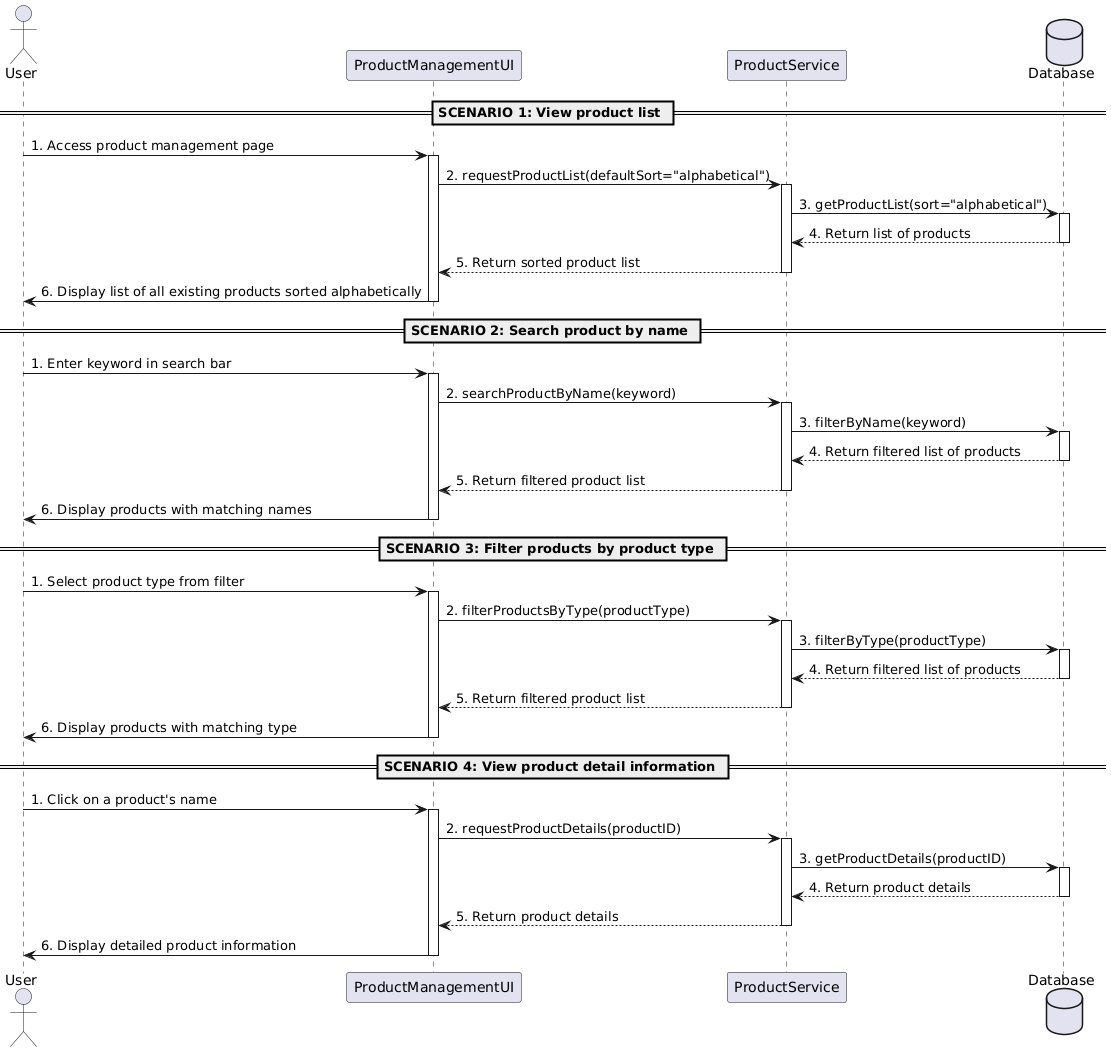 User
ProductManagementUI
ProductService
Database
SCENARIO 1: View product list
1. Access product management page
2. requestProductList(defaultSort="alphabetical")
3. getProductList(sort="alphabetical")
4. Return list of products
5. Return sorted product list
6. Display list of all existing products sorted alphabetically
SCENARIO 2: Search product by name
1. Enter keyword in search bar
2. searchProductByName(keyword)
3. filterByName(keyword)
4. Return filtered list of products
5. Return filtered product list
6. Display products with matching names
SCENARIO 3: Filter products by product type
1. Select product type from filter
2. filterProductsByType(productType)
3. filterByType(productType)
4. Return filtered list of products
5. Return filtered product list
6. Display products with matching type
SCENARIO 4: View product detail information
1. Click on a product's name
2. requestProductDetails(productID)
3. getProductDetails(productID)
4. Return product details
5. Return product details
6. Display detailed product information
User
ProductManagementUI
ProductService
Database